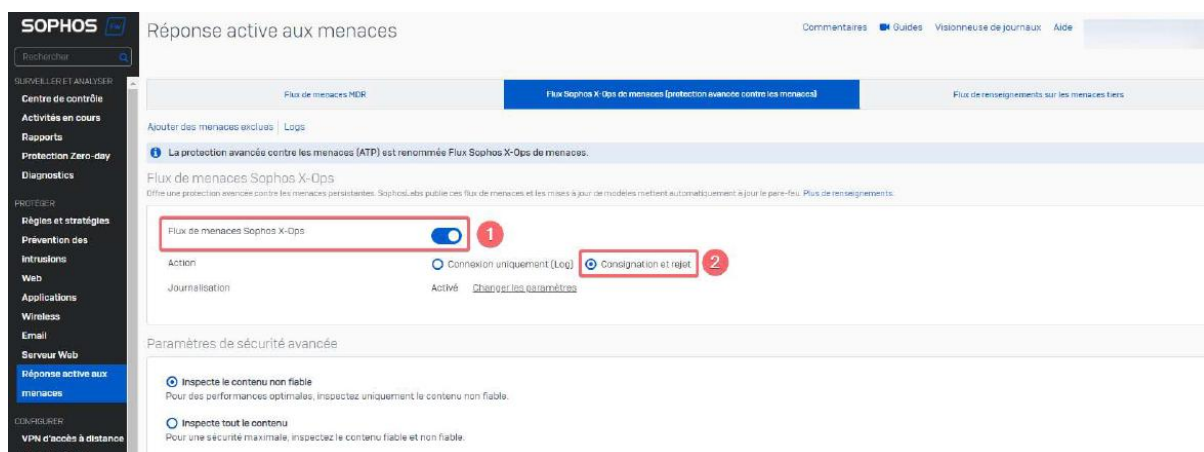 SOPHOS
Réponse active aux menaces
Commentaires Guides Visionneuse de journaux Aide
Rechercher
SURVEILLER ET ANALYSER
Centre de contrôle
Activités en cours
Rapports
Protection Zero-day
Diagnostics
PROTÉGER
Règles et stratégies
Prévention des
intrusions
Web
Applications
Wireless
Email
Serveur Web
Réponse active aux
menaces
CONFIGURER
VPN d'accès à distance
Flux de menaces MDR
Flux Sophos X-Ops de menaces (protection avancée contre les menaces)
Flux de renseignements sur les menaces tiers
Ajouter des menaces exclues | Logs
La protection avancée contre les menaces (ATP) est renommée Flux Sophos X-Ops de menaces.
Flux de menaces Sophos X-Ops
Offre une protection avancée contre les menaces persistantes. SophosLabs publie ces flux de menaces et les mises à jour de modèles mettent automatiquement à jour le pare-feu. Plus de renseignements.
Flux de menaces Sophos X-Ops
1
Action
Connexion uniquement (Log)
Consignation et rejet
2
Journalisation
Activé Changer les paramètres
Paramètres de sécurité avancée
Inspecte le contenu non fiable
Pour des performances optimales, inspectez uniquement le contenu non fiable.
Inspecte tout le contenu
Pour une sécurité maximale, inspectez le contenu fiable et non fiable.